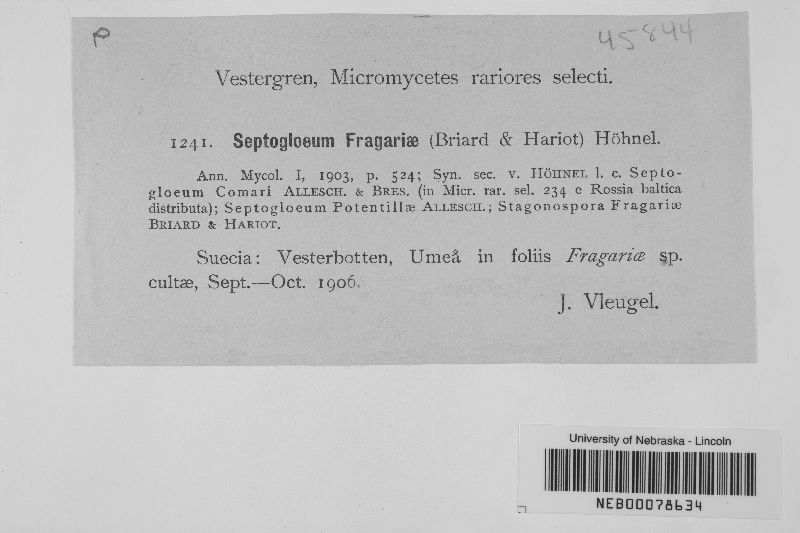 P
45844
Vestergren, Micromycetes rariores selecti.
1241. Septogloeum Fragariæ (Briard & Hariot) Höhnel.
Ann. Mycol. I, 1903, p. 524; Syn. sec. v. HÖHNEL l. c. Septo-
gloeum Comari ALLESCH. & BRES. (in Micr. rar. sel. 234 e Rossia baltica
distributa); Septogloeum Potentillæ ALLESCH.; Stagonospora Fragariæ
BRIARD & HARIOT.
Suecia: Vesterbotten, Umeå in foliis Fragariæ sp.
cultæ, Sept.—Oct. 1906.
J. Vleugel.
University of Nebraska - Lincoln
NEB00078634